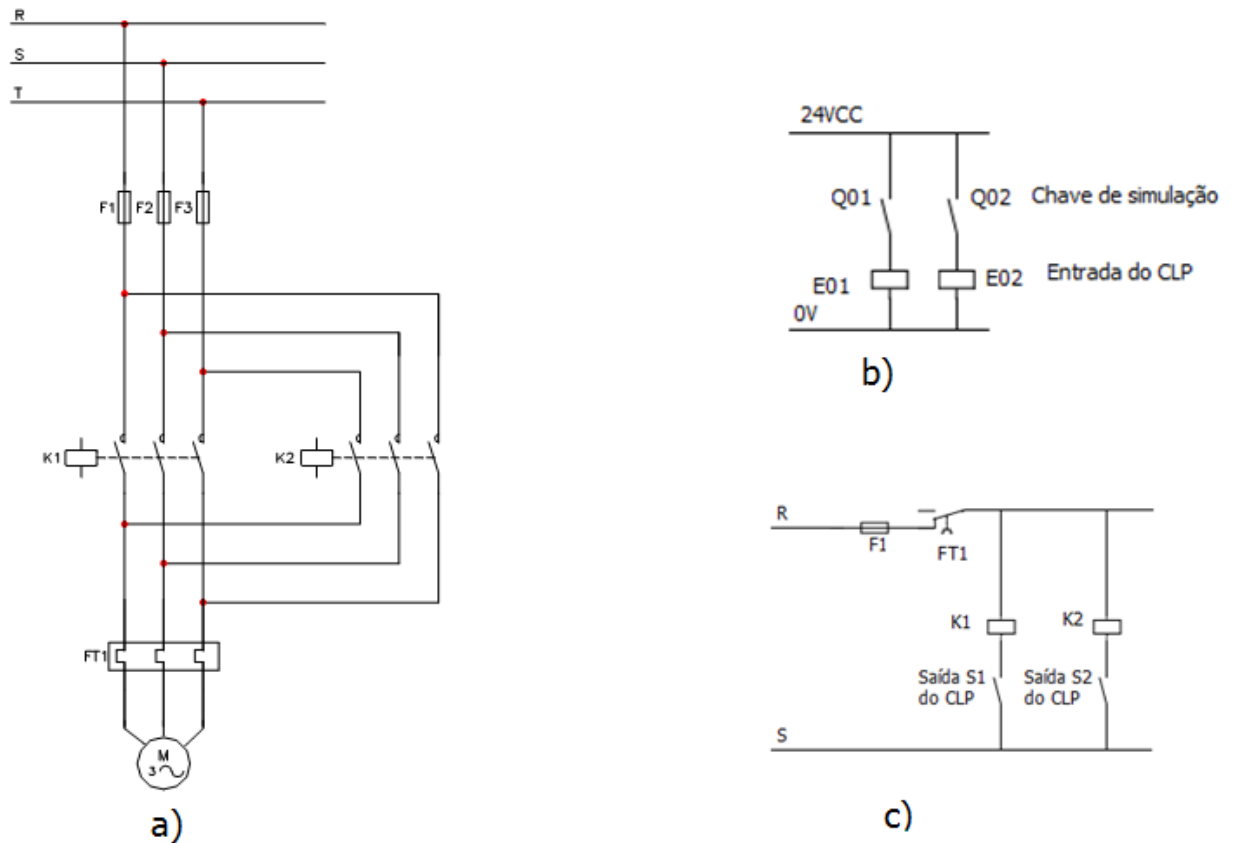 R
S
T
F1 F2 F3
K1
K2
FT1
M
3
a)
24VCC
Q01 Q02 Chave de simulação
E01 E02 Entrada do CLP
0V
b)
R
F1
FT1
K1
K2
Saída S1
do CLP
Saída S2
do CLP
S
c)